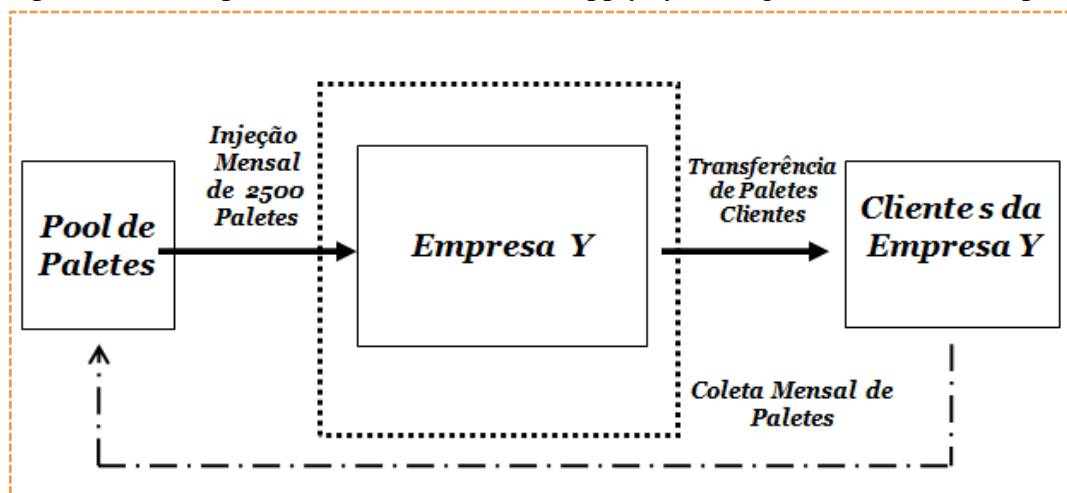 Injeção
Mensal
de 2500
Paletes
Transferência
de Paletes
Clientes
Pool de
Paletes
Empresa Y
Clientes da
Empresa Y
Coleta Mensal de
Paletes